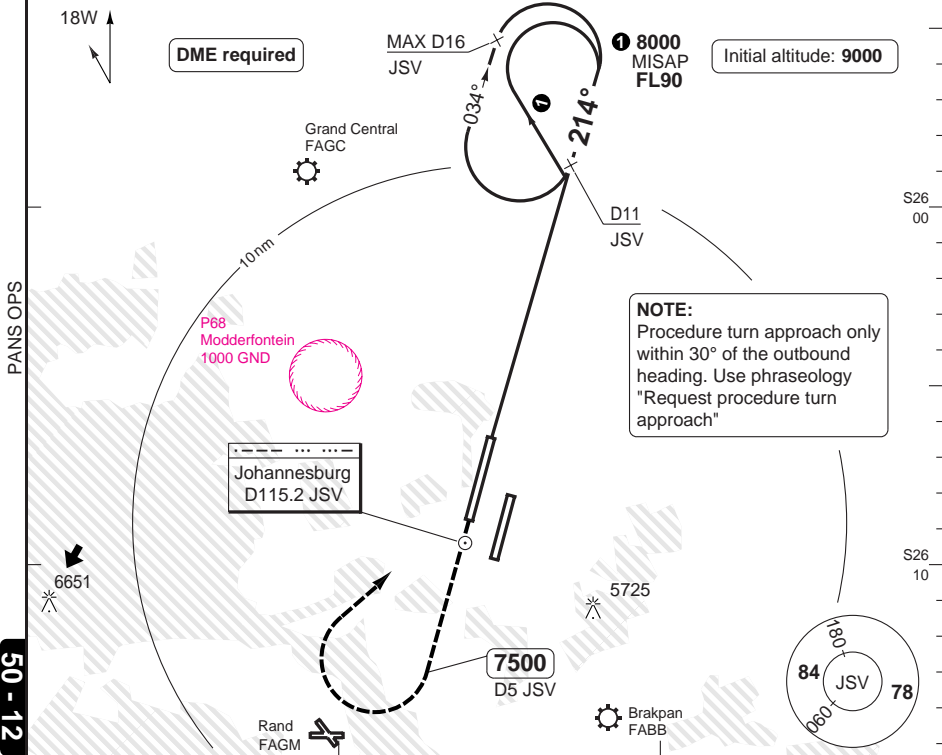 18W
DME required
MAX D16
JSV
❶ 8000
MISAP
FL90
Initial altitude: 9000
034°
❶
214°
Grand Central
FAGC
D11
JSV
S26
00
10nm
PANS OPS
P68
Modderfontein
1000 GND
NOTE:
Procedure turn approach only
within 30° of the outbound
heading. Use phraseology
"Request procedure turn
approach"
Johannesburg
D115.2 JSV
S26
10
6651
5725
7500
D5 JSV
180
84
JSV
78
060
50 - 12
Rand
FAGM
Brakpan
FABB